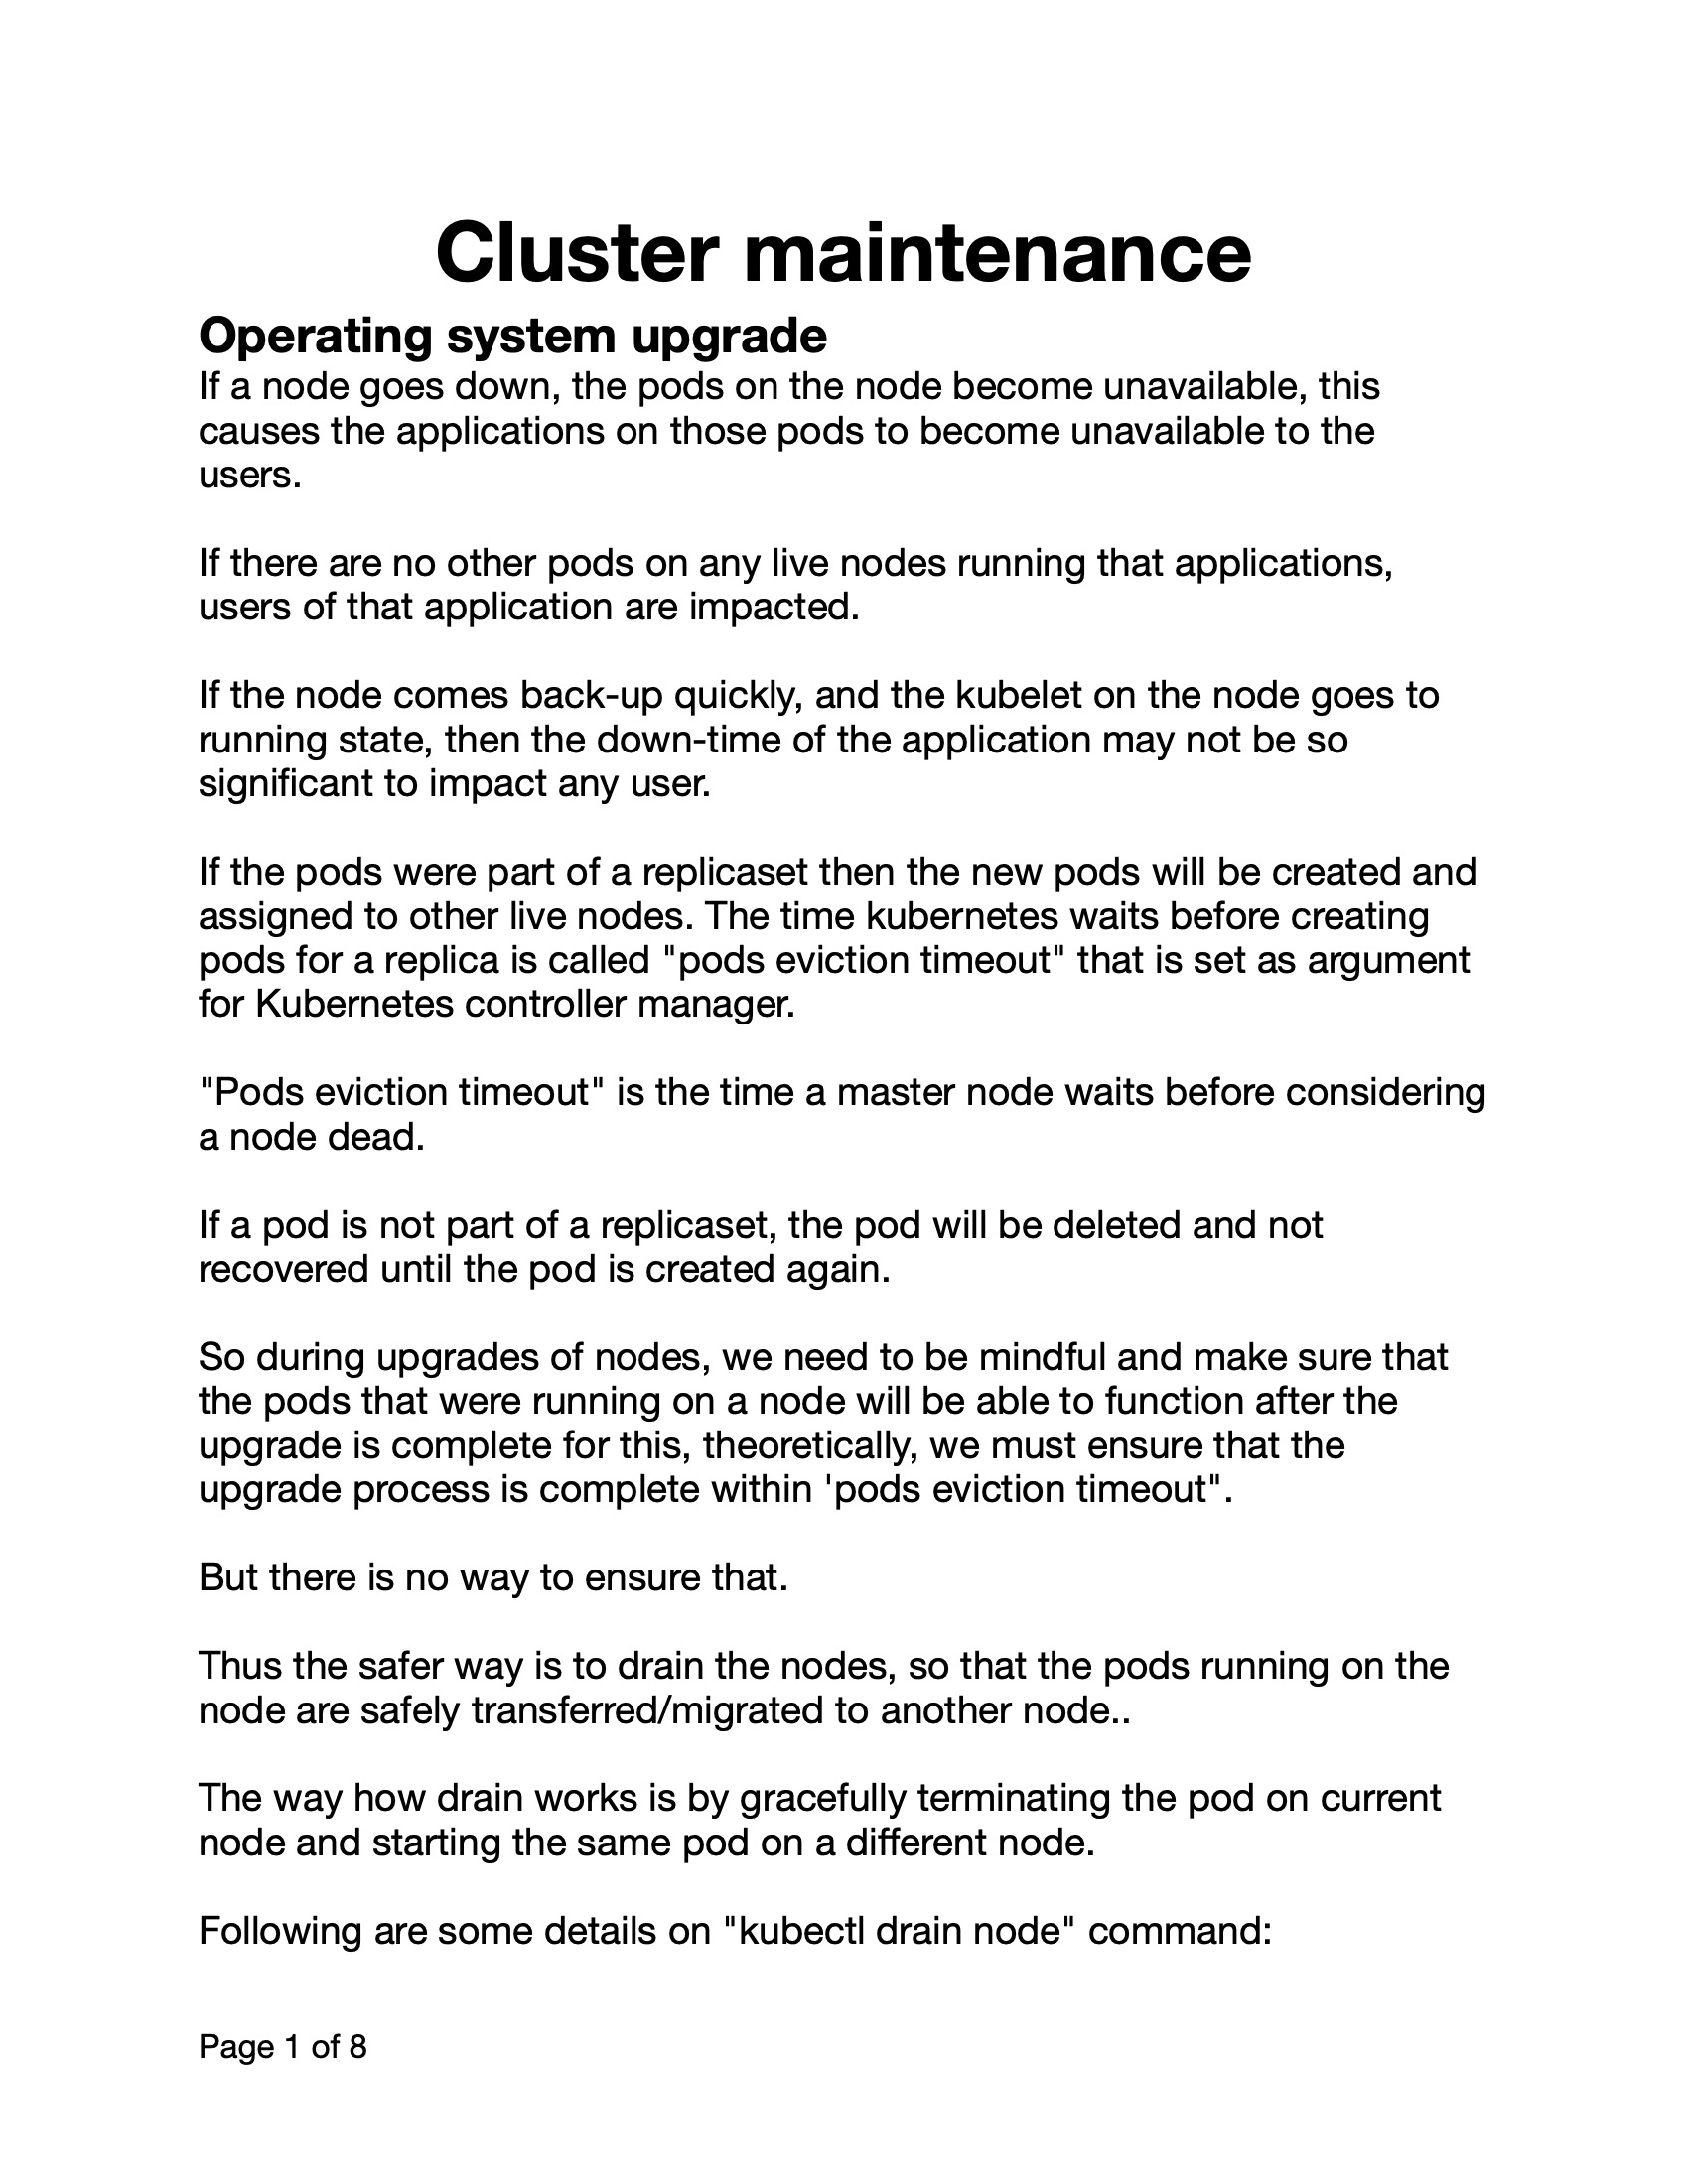 Cluster maintenance
Operating system upgrade
If a node goes down, the pods on the node become unavailable, this
causes the applications on those pods to become unavailable to the
users.
If there are no other pods on any live nodes running that applications,
users of that application are impacted.
If the node comes back-up quickly, and the kubelet on the node goes to
running state, then the down-time of the application may not be so
significant to impact any user.
If the pods were part of a replicaset then the new pods will be created and
assigned to other live nodes. The time kubernetes waits before creating
pods for a replica is called "pods eviction timeout" that is set as argument
for Kubernetes controller manager.
"Pods eviction timeout" is the time a master node waits before considering
a node dead.
If a pod is not part of a replicaset, the pod will be deleted and not
recovered until the pod is created again.
So during upgrades of nodes, we need to be mindful and make sure that
the pods that were running on a node will be able to function after the
upgrade is complete for this, theoretically, we must ensure that the
upgrade process is complete within 'pods eviction timeout".
But there is no way to ensure that.
Thus the safer way is to drain the nodes, so that the pods running on the
node are safely transferred/migrated to another node..
The way how drain works is by gracefully terminating the pod on current
node and starting the same pod on a different node.
Following are some details on "kubectl drain node" command:
Page 1 of 8